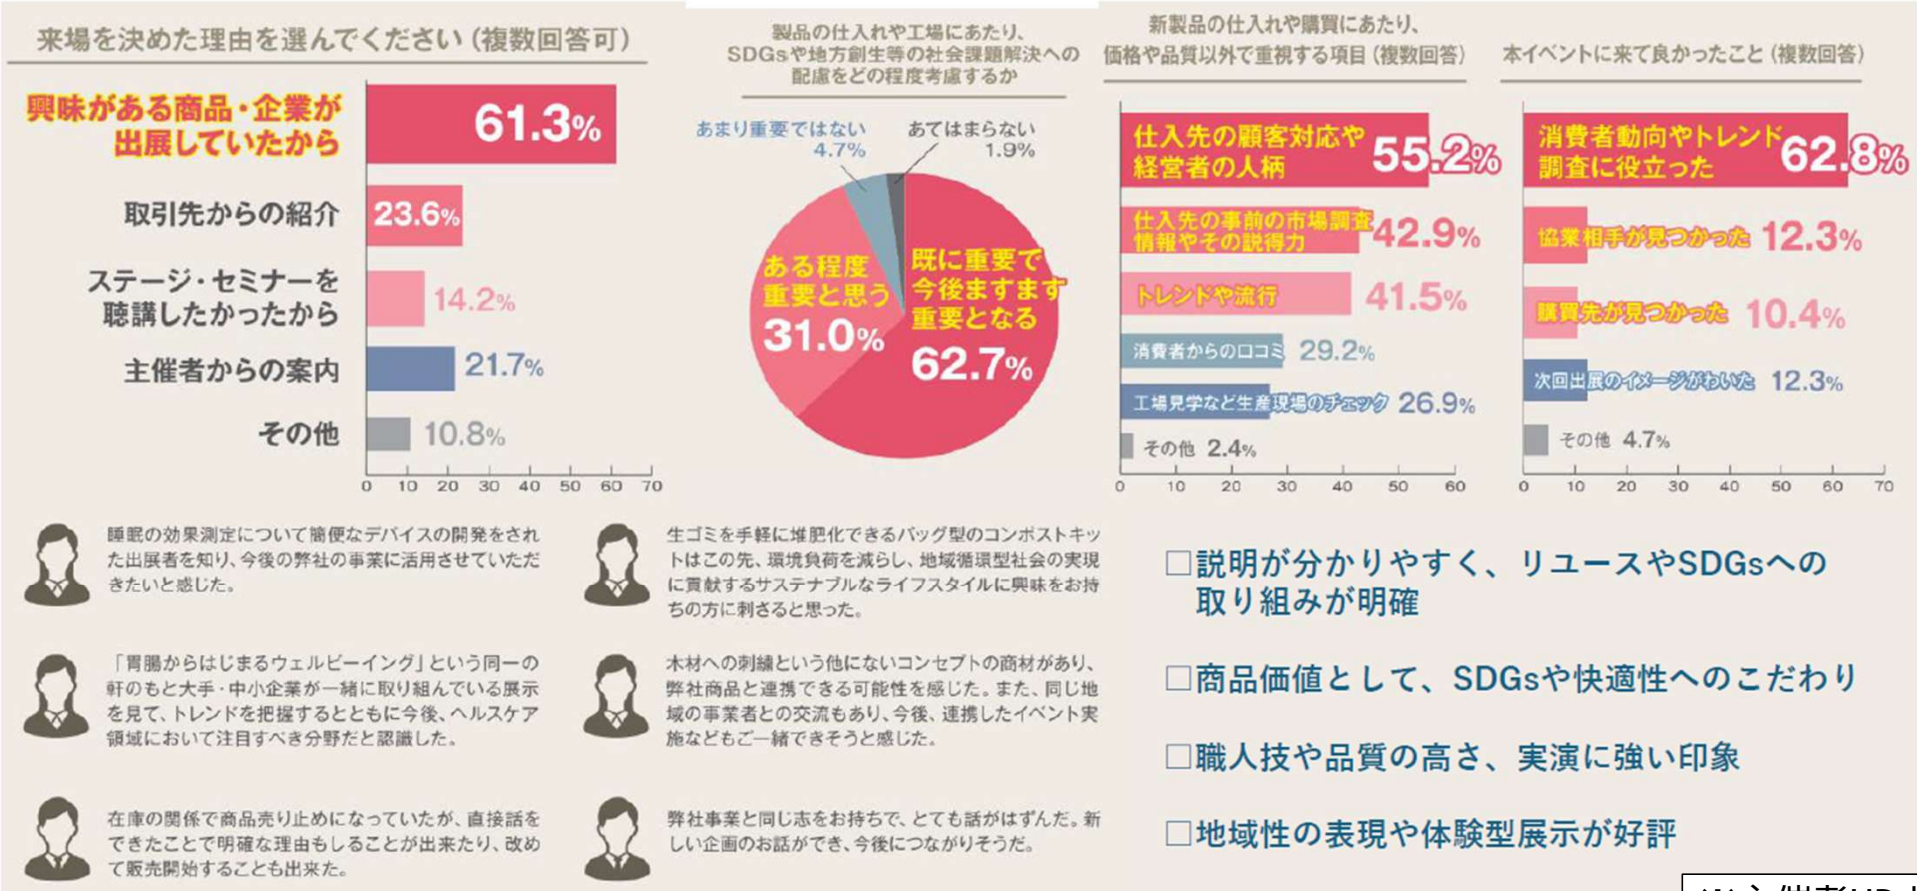 来場を決めた理由を選んでください(複数回答可)
興味がある商品・企業が
出展していたから
61.3%
取引先からの紹介
23.6%
ステージ・セミナーを
聴講したかったから
14.2%
主催者からの案内
21.7%
その他
10.8%
0 10 20 30 40 50 60 70
製品の仕入れや工場にあたり、
SDGsや地方創生等の社会課題解決への
配慮をどの程度考慮するか
あまり重要ではない
4.7%
あてはまらない
1.9%
ある程度
重要と思う
31.0%
既に重要で
今後ますます
重要となる
62.7%
新製品の仕入れや購買にあたり、
価格や品質以外で重視する項目(複数回答)
仕入先の顧客対応や
経営者の人柄
55.2%
仕入先の事前の市場調査
情報やその説得力
42.9%
トレンドや流行
41.5%
消費者からの口コミ 29.2%
工場見学など生産現場のチェック 26.9%
その他 2.4%
0 10 20 30 40 50 60
本イベントに来て良かったこと(複数回答)
消費者動向やトレンド
調査に役立った
62.8%
協業相手が見つかった 12.3%
購買先が見つかった 10.4%
次回出展のイメージがわいた 12.3%
その他 4.7%
0 10 20 30 40 50 60 70
睡眠の効果測定について簡便なデバイスの開発をされ
た出展者を知り、今後の弊社の事業に活用させていただ
きたいと感じた。
「胃腸からはじまるウェルビーイング」という同一の
軒のもと大手・中小企業が一緒に取り組んでいる展示
を見て、トレンドを把握するとともに今後、ヘルスケア
領域において注目すべき分野だと認識した。
在庫の関係で商品売り止めになっていたが、直接話を
できたことで明確な理由もしることが出来たり、改め
て販売開始することも出来た。
生ゴミを手軽に堆肥化できるバッグ型のコンポストキッ
トはこの先、環境負荷を減らし、地域循環型社会の実現
に貢献するサステナブルなライフスタイルに興味をお持
ちの方に刺さると思った。
木材への刺繍という他にないコンセプトの商材があり、
弊社商品と連携できる可能性を感じた。また、同じ地
域の事業者との交流もあり、今後、連携したイベント実
施などもご一緒できそうと感じた。
弊社事業と同じ志をお持ちで、とても話がはずんだ。新
しい企画のお話ができ、今後につながりそうだ。
□説明が分かりやすく、リユースやSDGsへの
取り組みが明確
□商品価値として、SDGsや快適性へのこだわり
□職人技や品質の高さ、実演に強い印象
□地域性の表現や体験型展示が好評